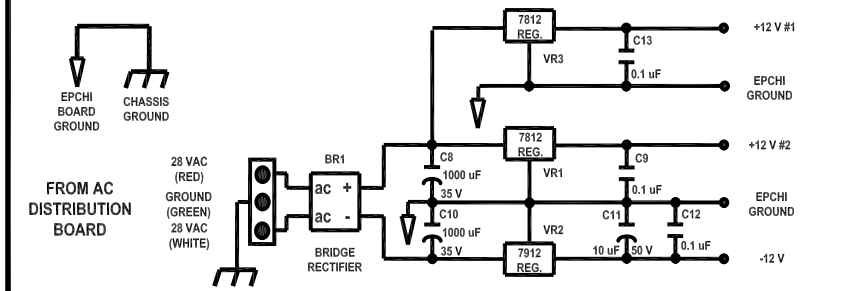 7812
REG.
+12 V #1
C13
VR3
0.1 uF
EPCHI
GROUND
EPCHI
BOARD
GROUND
CHASSIS
GROUND
7812
REG.
+12 V #2
28 VAC
(RED)
BR1
C8
1000 uF
35 V
VR1
C9
0.1 uF
FROM AC
DISTRIBUTION
BOARD
GROUND
(GREEN)
28 VAC
(WHITE)
ac +
ac -
EPCHI
GROUND
C10
1000 uF
35 V
VR2
C11
10 uF
50 V
C12
0.1 uF
BRIDGE
RECTIFIER
7912
REG.
-12 V